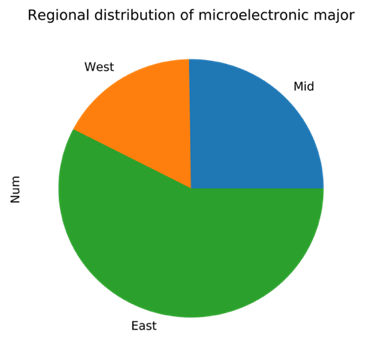 Regional distribution of microelectronic major
West
Mid
Num
East